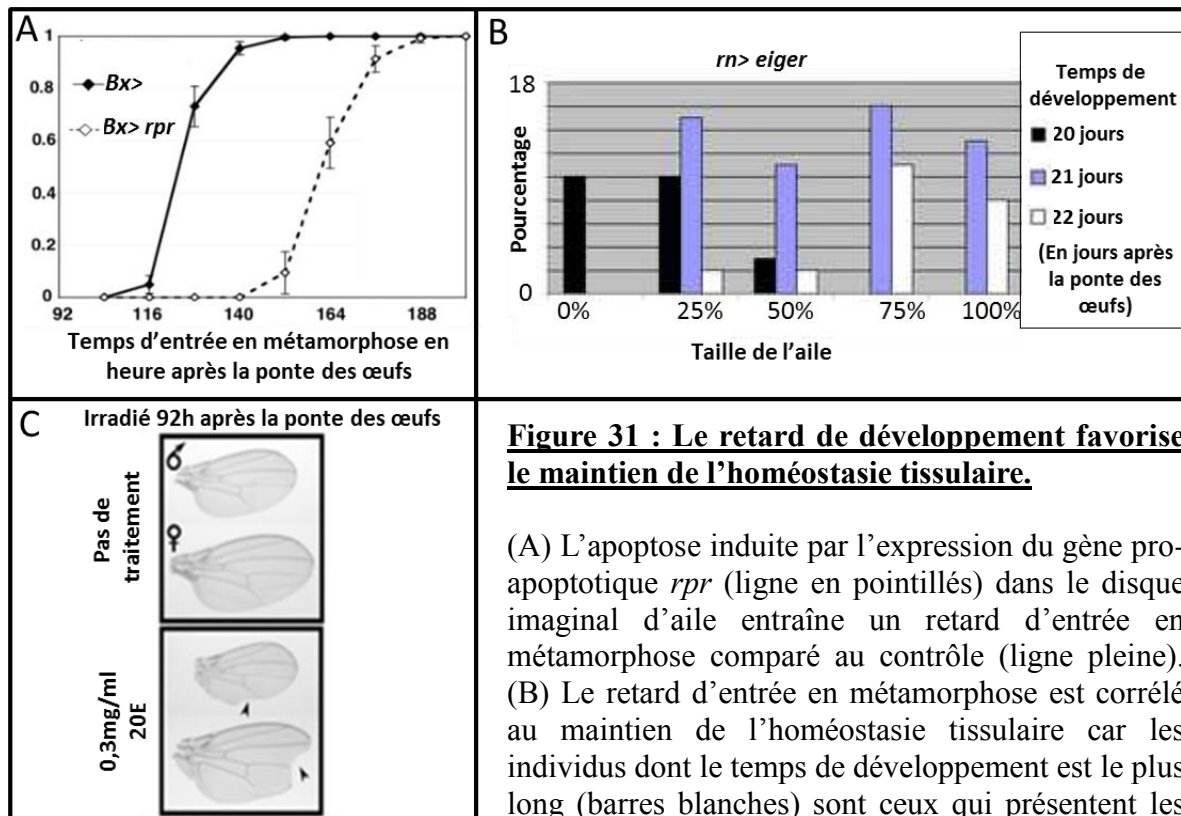 A
1
0.8
0.6
0.4
0.2
0
Bx>
Bx> rpr
92 116 140 164 188
Temps d'entrée en métamorphose en
heure après la ponte des œufs
B
rn> eiger
18
Pourcentage
0
0% 25% 50% 75% 100%
Taille de l'aile
Temps de
développement
20 jours
21 jours
22 jours
(En jours après
la ponte des
œufs)
C
Irradié 92h après la ponte des œufs
Pas de
traitement
♂
♀
0,3mg/ml
20E
Figure 31 : Le retard de développement favorise
le maintien de l'homéostasie tissulaire.
(A) L'apoptose induite par l'expression du gène pro-
apoptotique rpr (ligne en pointillés) dans le disque
imaginal d'aile entraîne un retard d'entrée en
métamorphose comparé au contrôle (ligne pleine).
(B) Le retard d'entrée en métamorphose est corrélé
au maintien de l'homéostasie tissulaire car les
individus dont le temps de développement est le plus
long (barres blanches) sont ceux qui présentent les